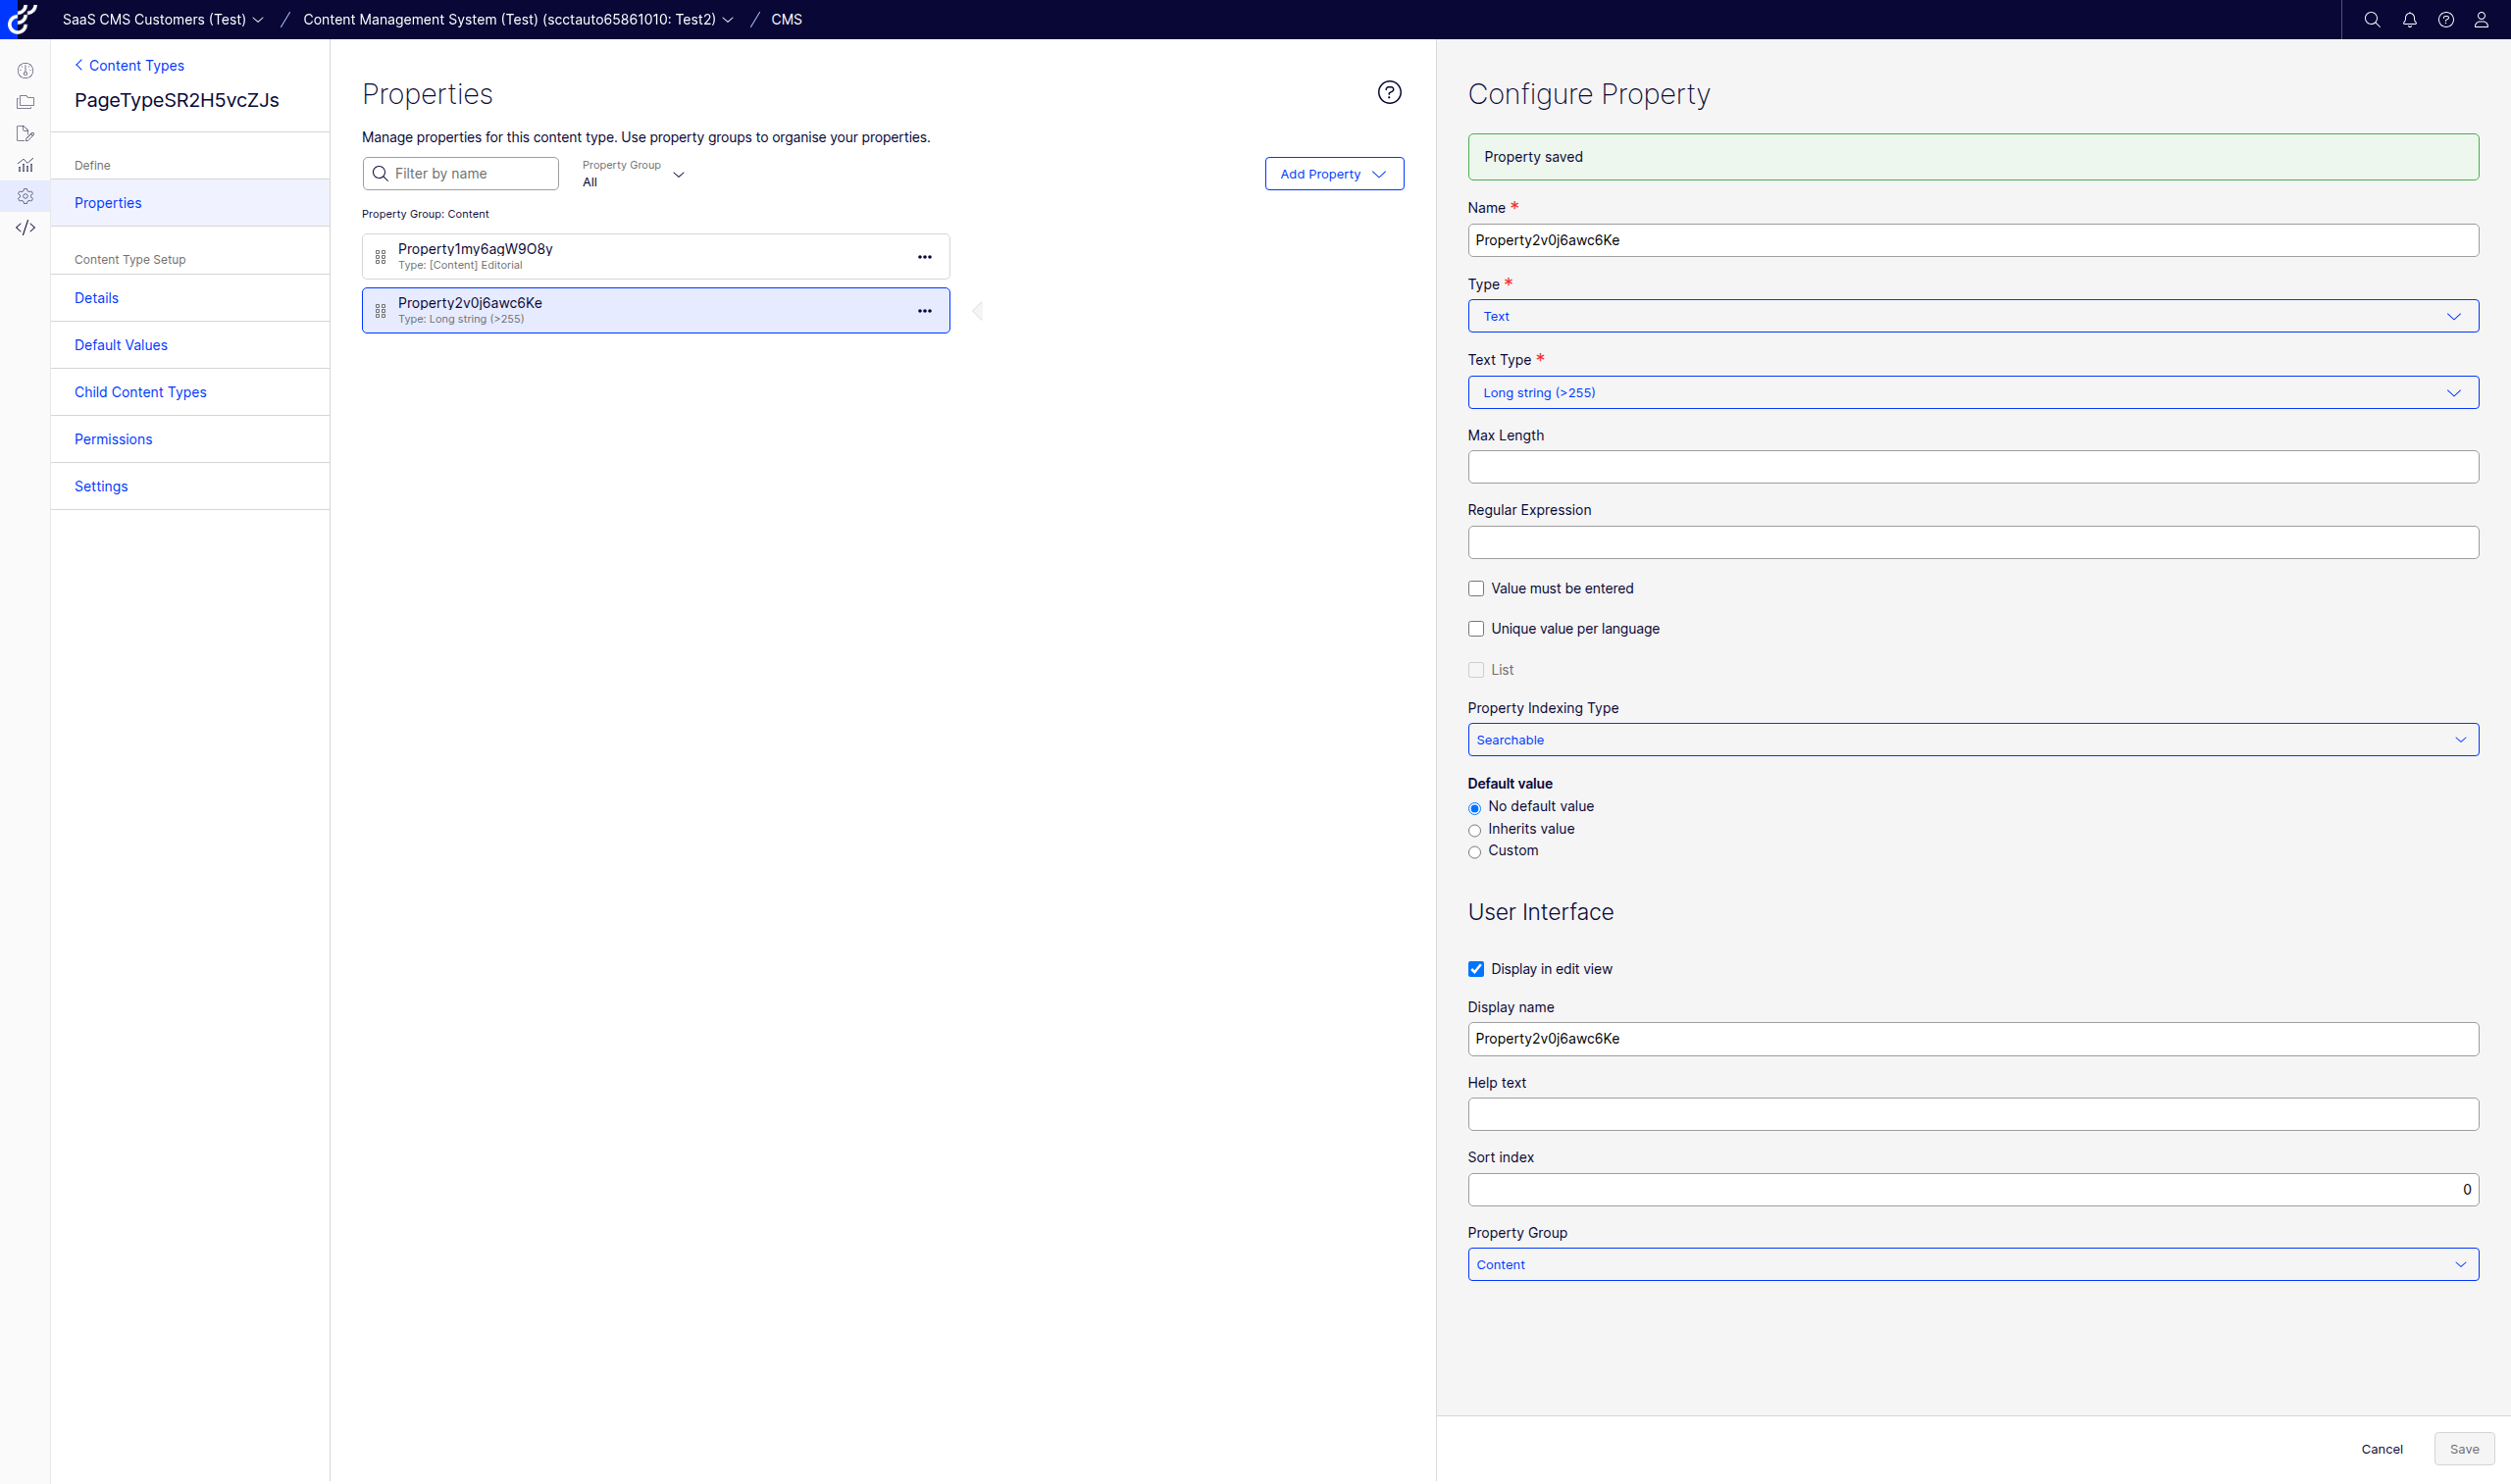 SaaS CMS Customers (Test) / Content Management System (Test) (scctauto65861010: Test2) / CMS
Content Types
PageTypeSR2H5vcZJs
Define
Properties
Content Type Setup
Details
Default Values
Child Content Types
Permissions
Settings
Properties
Manage properties for this content type. Use property groups to organise your properties.
Filter by name
Property Group
All
Add Property
Property Group: Content
Property1my6agW9O8y
Type: [Content] Editorial
Property2v0j6awc6Ke
Type: Long string (>255)
Configure Property
Property saved
Name *
Property2v0j6awc6Ke
Type *
Text
Text Type *
Long string (>255)
Max Length
Regular Expression
Value must be entered
Unique value per language
List
Property Indexing Type
Searchable
Default value
No default value
Inherits value
Custom
User Interface
Display in edit view
Display name
Property2v0j6awc6Ke
Help text
Sort index
0
Property Group
Content
Cancel
Save